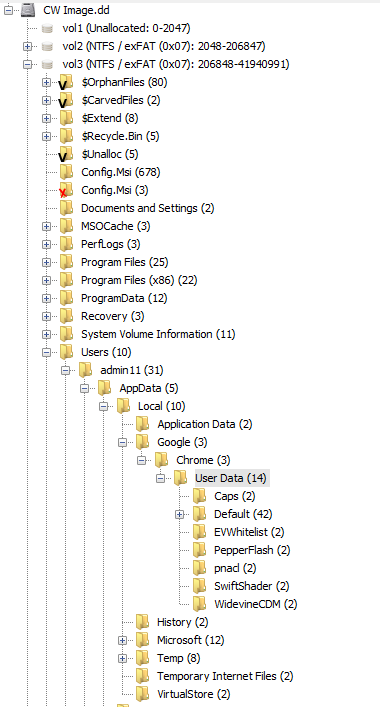 CW Image.dd
vol1 (Unallocated: 0-2047)
vol2 (NTFS / exFAT (0x07): 2048-206847)
vol3 (NTFS / exFAT (0x07): 206848-41940991)
$OrphanFiles (80)
$CarvedFiles (2)
$Extend (8)
$Recycle.Bin (5)
$Unalloc (5)
Config.Msi (678)
Config.Msi (3)
Documents and Settings (2)
MSOCache (3)
PerfLogs (3)
Program Files (25)
Program Files (x86) (22)
ProgramData (12)
Recovery (3)
System Volume Information (11)
Users (10)
admin11 (31)
AppData (5)
Local (10)
Application Data (2)
Google (3)
Chrome (3)
User Data (14)
Caps (2)
Default (42)
EVWhitelist (2)
PepperFlash (2)
pnacl (2)
SwiftShader (2)
WidevineCDM (2)
History (2)
Microsoft (12)
Temp (8)
Temporary Internet Files (2)
VirtualStore (2)